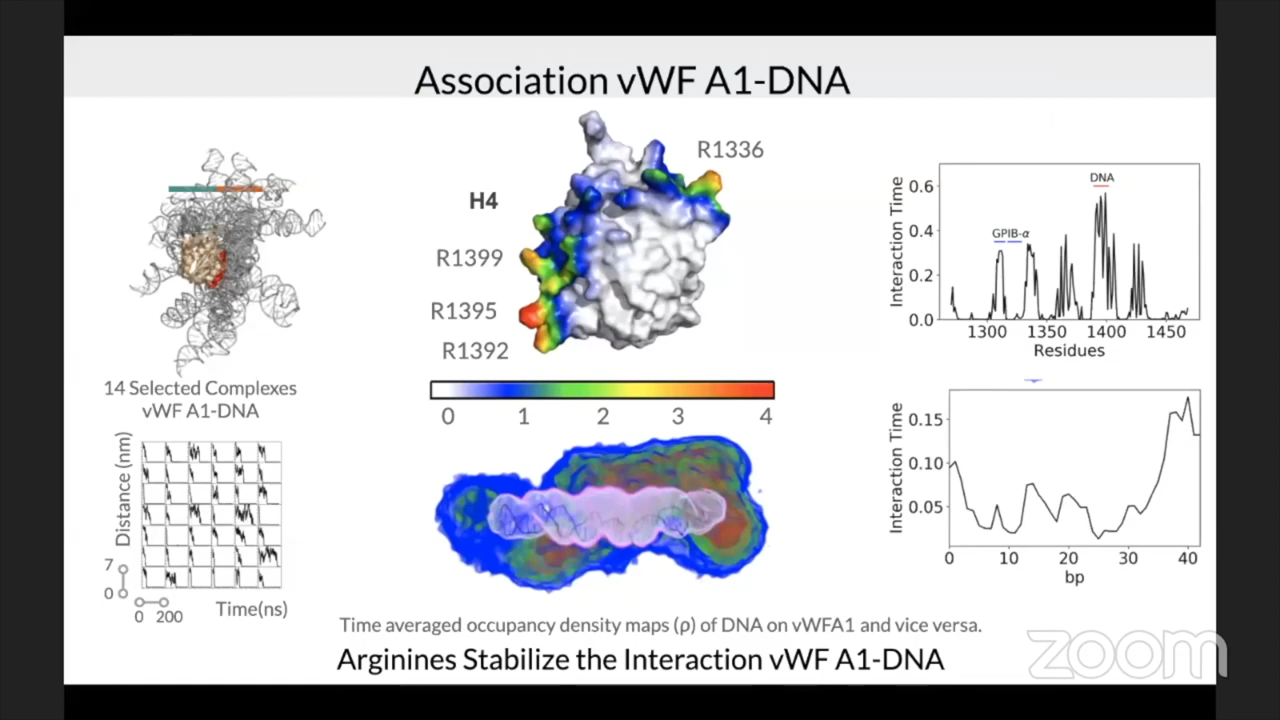 Association vWF A1-DNA
14 Selected Complexes
vWF A1-DNA
Distance (nm)
7
0
0 200
Time(ns)
H4
R1336
R1399
R1395
R1392
0 1 2 3 4
Time averaged occupancy density maps (ρ) of DNA on vWFA1 and vice versa.
Arginines Stabilize the Interaction vWF A1-DNA
Interaction Time
0.6
0.4
0.2
0.0
GPIB-α
DNA
1300 1350 1400 1450
Residues
Interaction Time
0.15
0.10
0.05
0 10 20 30 40
bp
zoom